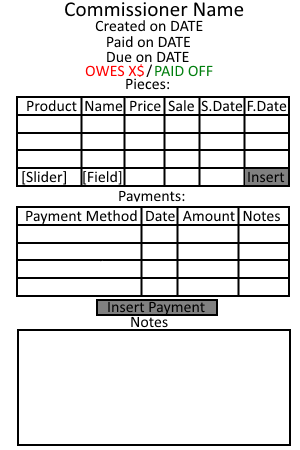 Commissioner Name
Created on DATE
Paid on DATE
Due on DATE
OWES X$/PAID OFF
Pieces:
Product Name Price Sale S.Date F.Date
[Slider] [Field] Insert
Payments:
Payment Method Date Amount Notes
Insert Payment
Notes